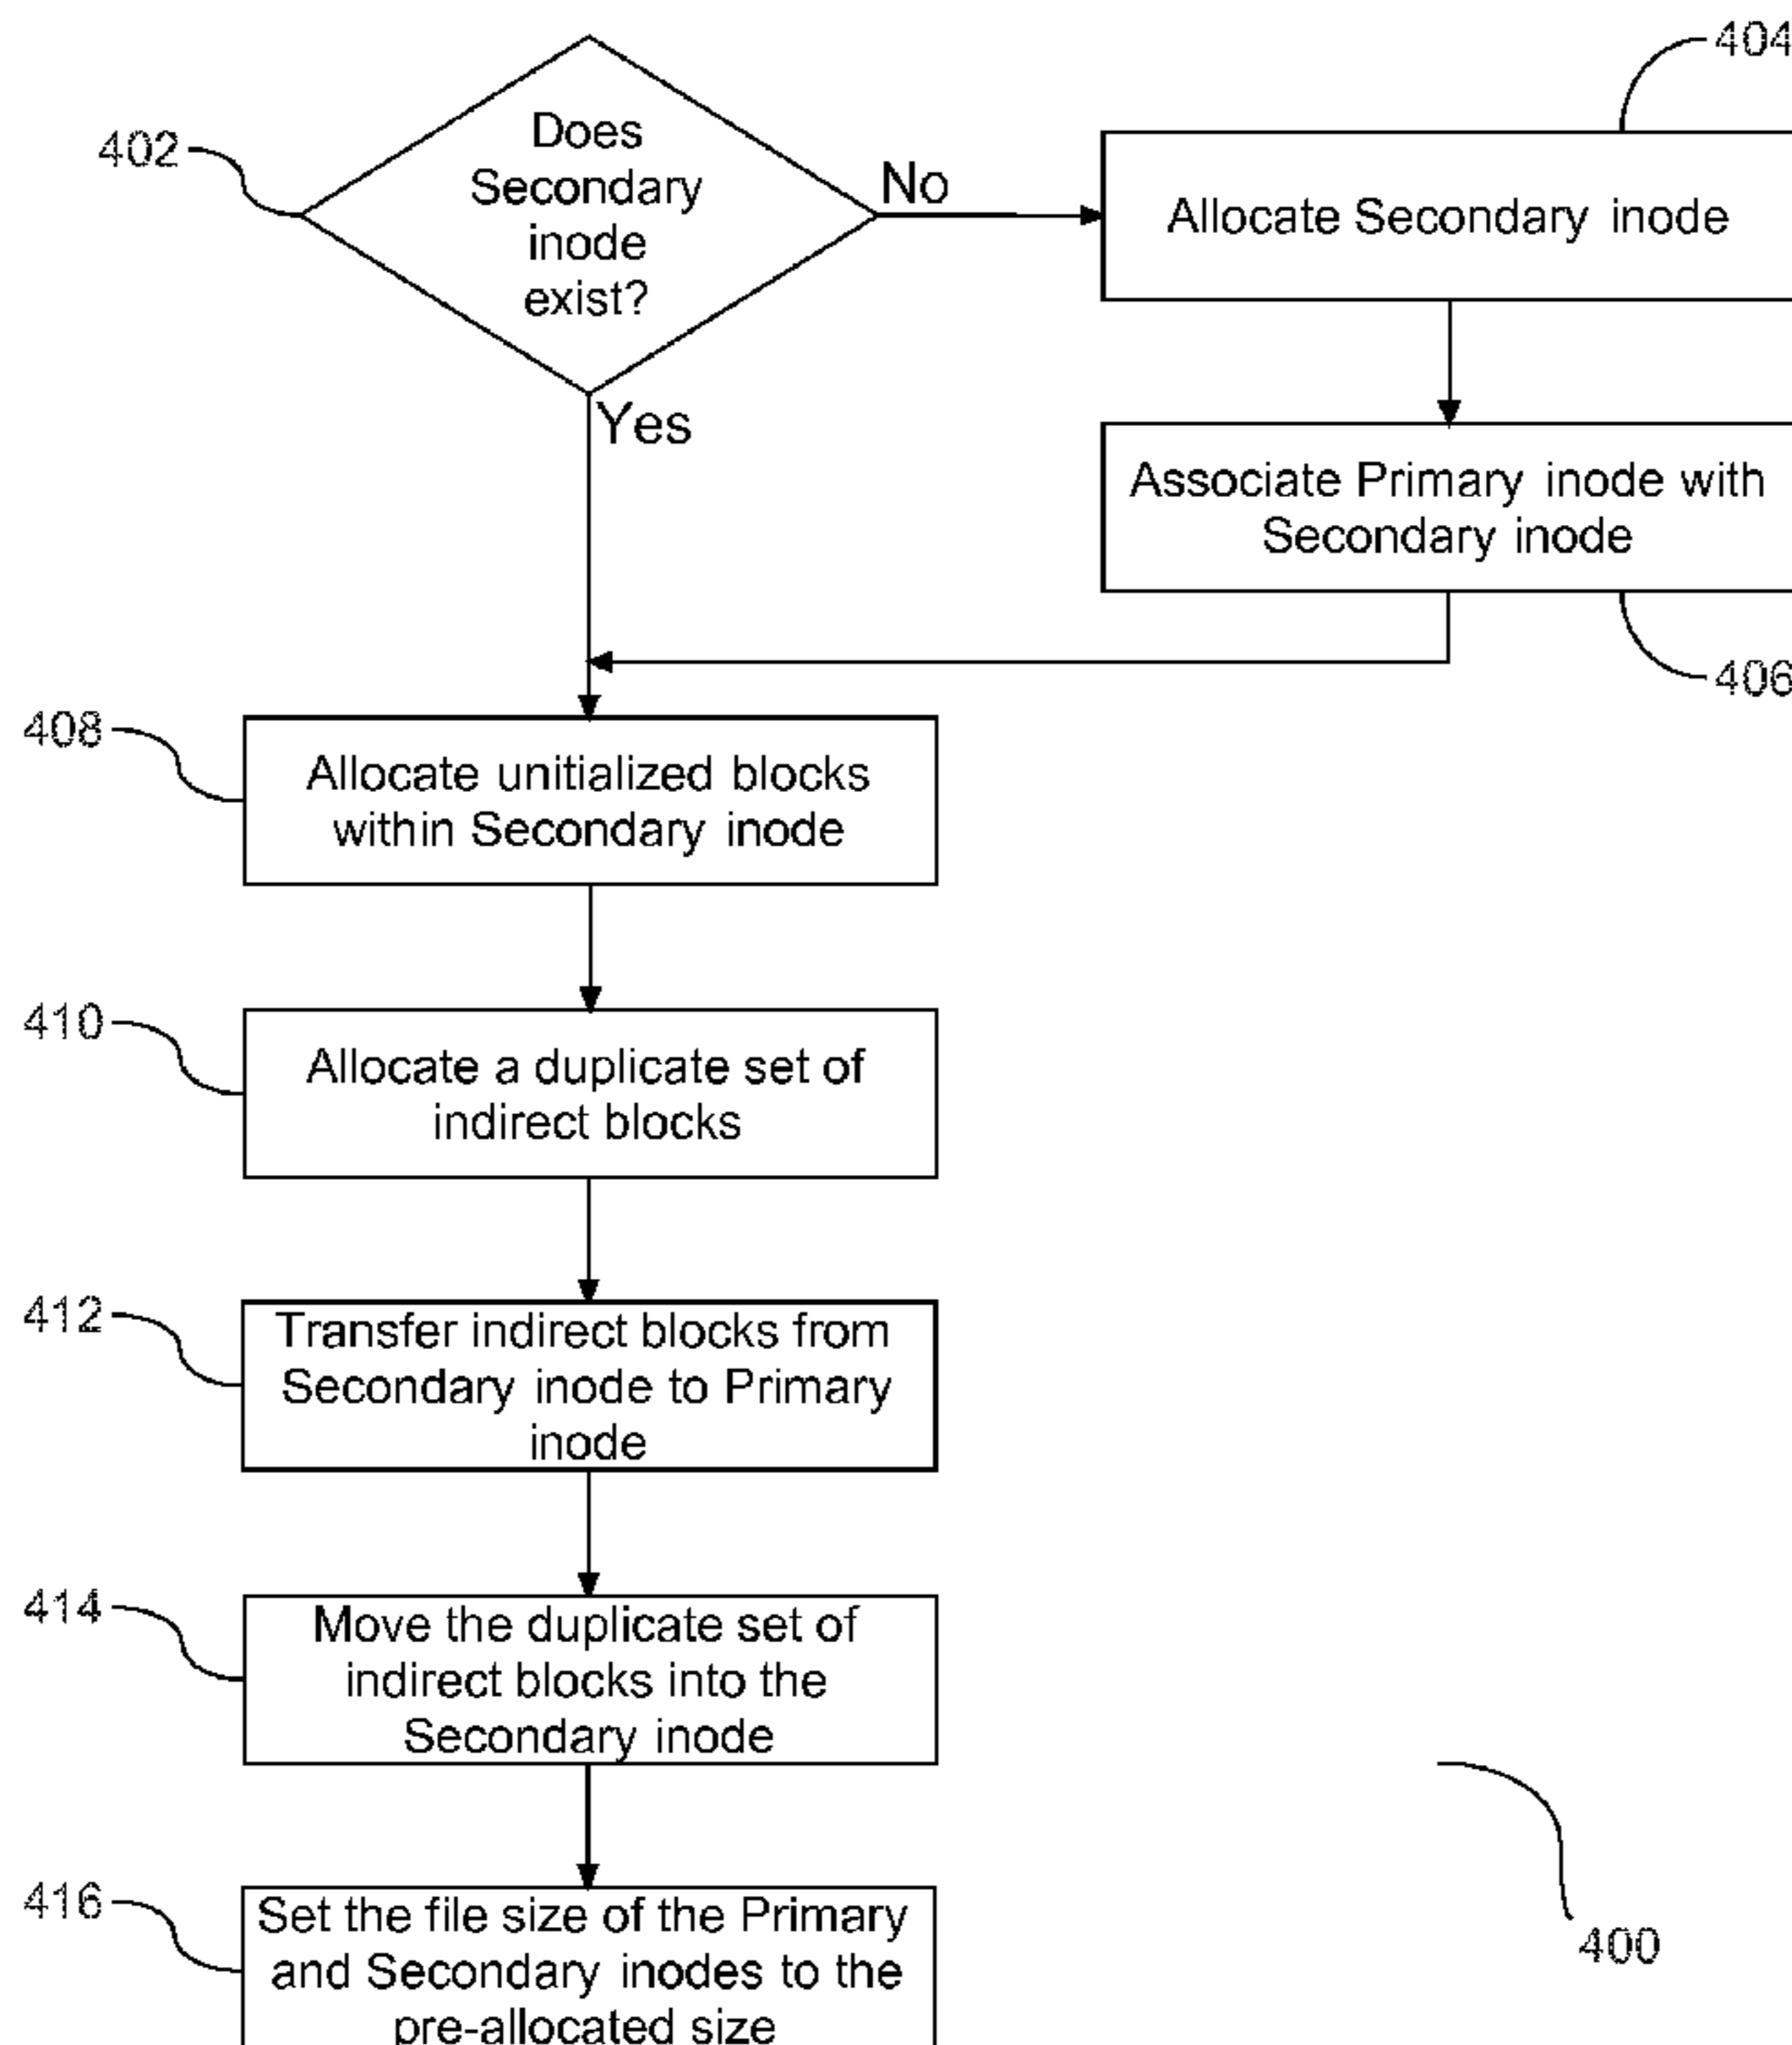 404
402
Does
Secondary
inode
exist?
No
Allocate Secondary inode
Yes
Associate Primary inode with
Secondary inode
406
408
Allocate unitialized blocks
within Secondary inode
410
Allocate a duplicate set of
indirect blocks
412
Transfer indirect blocks from
Secondary inode to Primary
inode
414
Move the duplicate set of
indirect blocks into the
Secondary inode
416
Set the file size of the Primary
and Secondary inodes to the
pre-allocated size
400